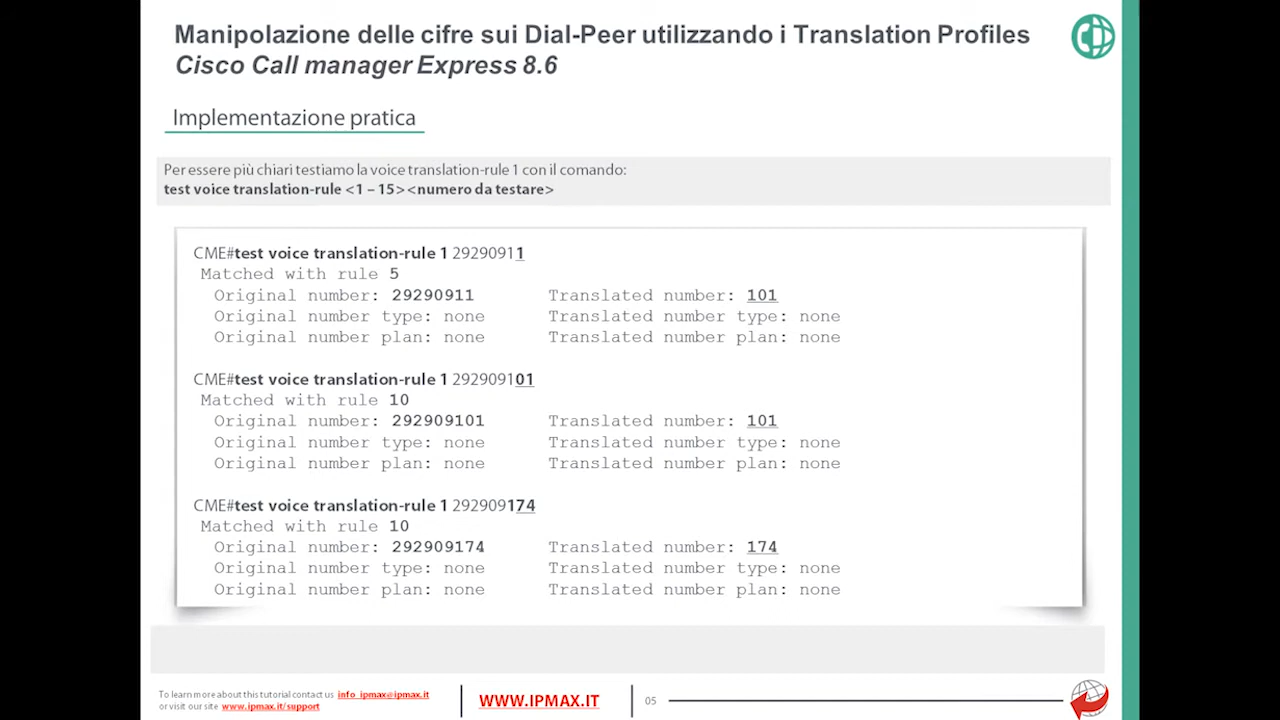 Manipolazione delle cifre sui Dial-Peer utilizzando i Translation Profiles
Cisco Call manager Express 8.6
Implementazione pratica
Per essere più chiari testiamo la voice translation-rule 1 con il comando:
test voice translation-rule <1 – 15><numero da testare>
CME#test voice translation-rule 1 29290911
Matched with rule 5
Original number: 29290911 Translated number: 101
Original number type: none Translated number type: none
Original number plan: none Translated number plan: none
CME#test voice translation-rule 1 292909101
Matched with rule 10
Original number: 292909101 Translated number: 101
Original number type: none Translated number type: none
Original number plan: none Translated number plan: none
CME#test voice translation-rule 1 292909174
Matched with rule 10
Original number: 292909174 Translated number: 174
Original number type: none Translated number type: none
Original number plan: none Translated number plan: none
To learn more about this tutorial contact us info_ipmax@ipmax.it
or visit our site www.ipmax.it/support
WWW.IPMAX.IT
05